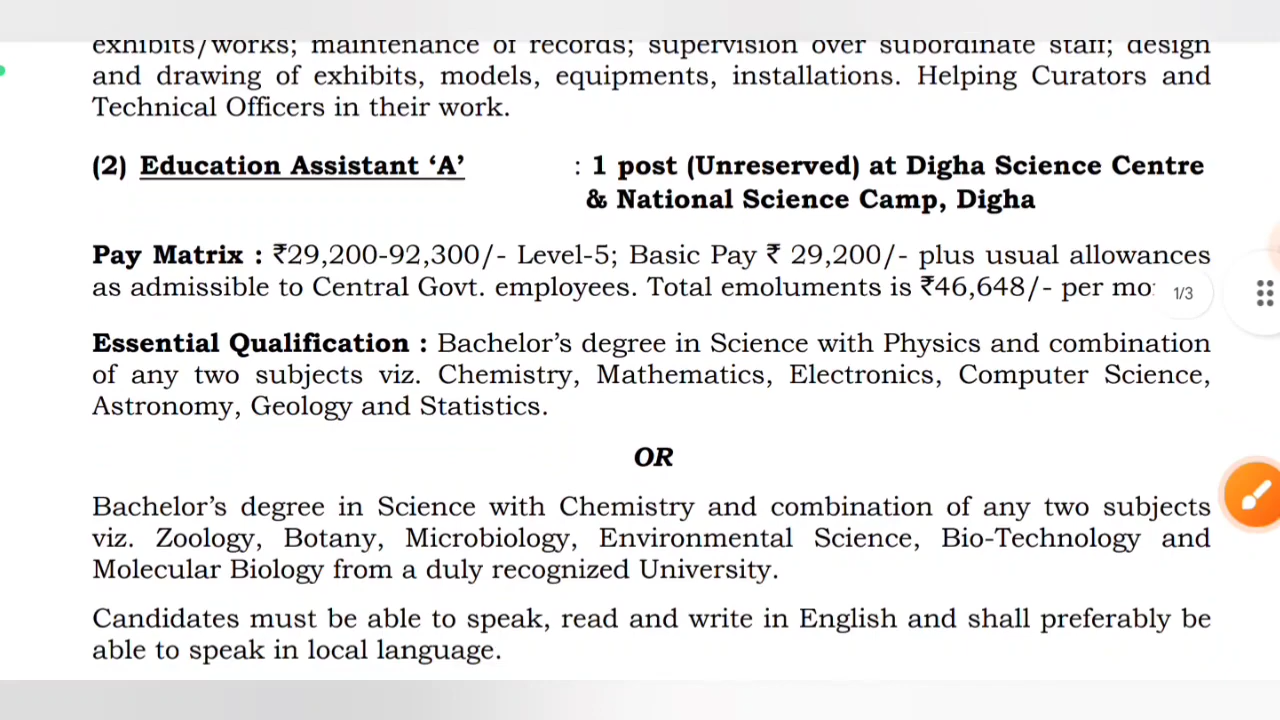 exhibits/works; maintenance of records; supervision over subordinate staff; design
and drawing of exhibits, models, equipments, installations. Helping Curators and
Technical Officers in their work.
(2) Education Assistant ‘A’ : 1 post (Unreserved) at Digha Science Centre
& National Science Camp, Digha
Pay Matrix : ₹29,200-92,300/- Level-5; Basic Pay ₹ 29,200/- plus usual allowances
as admissible to Central Govt. employees. Total emoluments is ₹46,648/- per mo
1/3
Essential Qualification : Bachelor’s degree in Science with Physics and combination
of any two subjects viz. Chemistry, Mathematics, Electronics, Computer Science,
Astronomy, Geology and Statistics.
OR
Bachelor’s degree in Science with Chemistry and combination of any two subjects
viz. Zoology, Botany, Microbiology, Environmental Science, Bio-Technology and
Molecular Biology from a duly recognized University.
Candidates must be able to speak, read and write in English and shall preferably be
able to speak in local language.